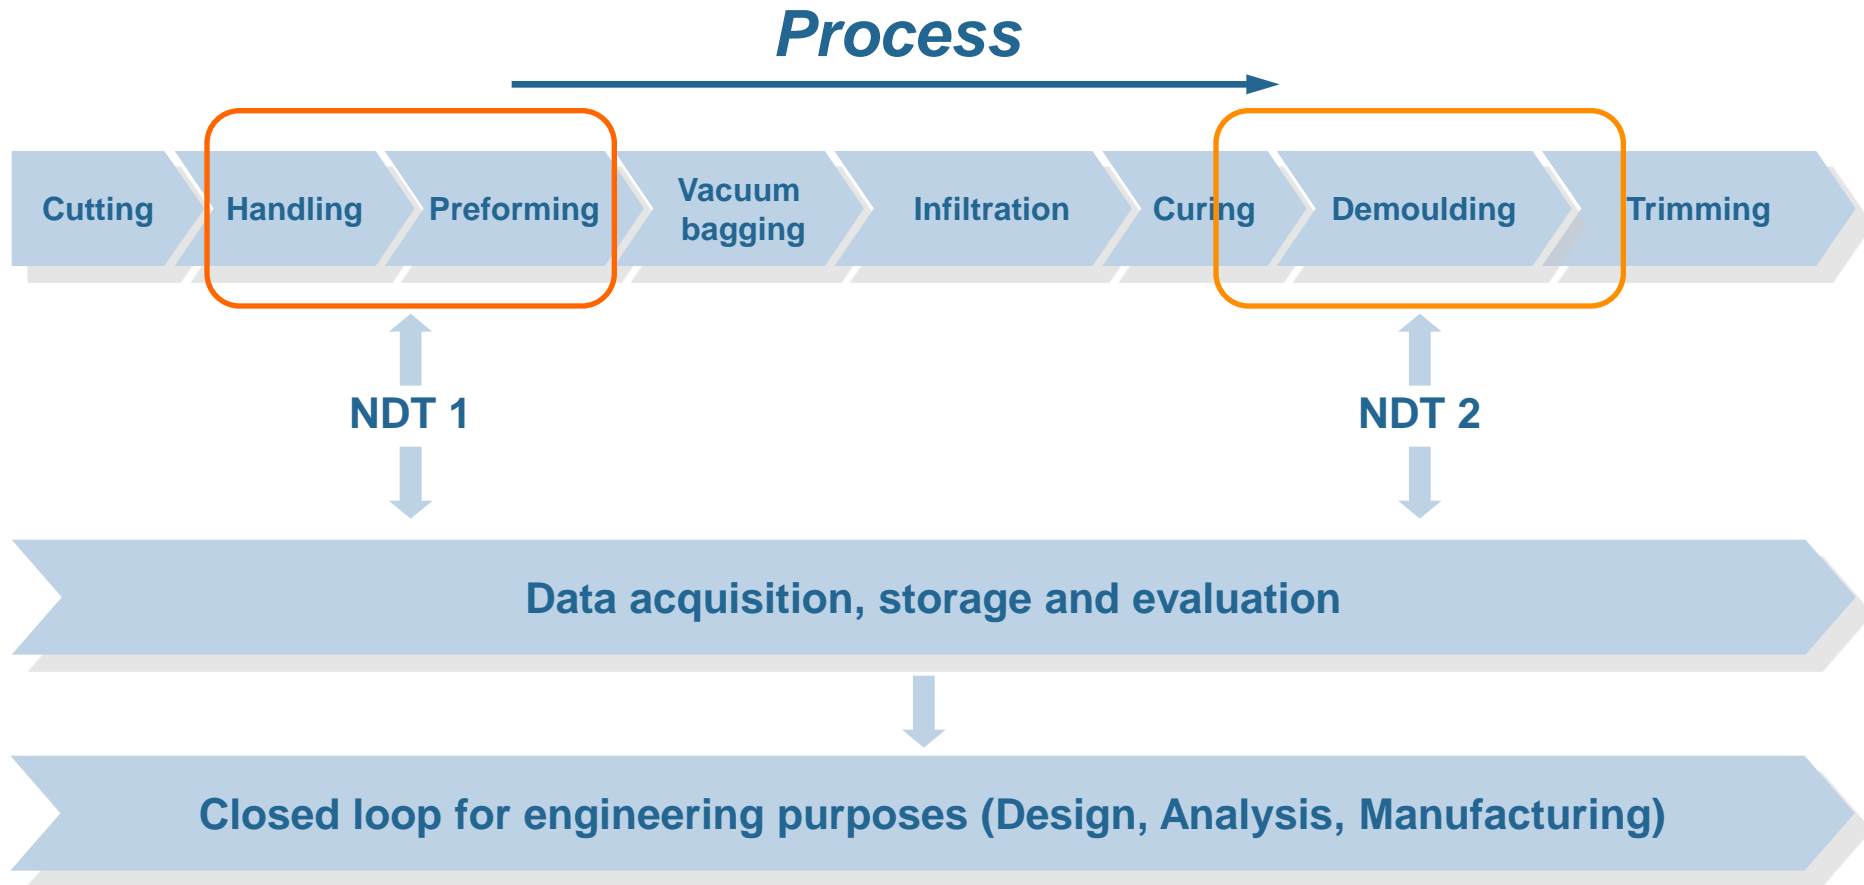 Process
Cutting
Handling
Preforming
Vacuum
bagging
Infiltration
Curing
Demoulding
Trimming
NDT 1
NDT 2
Data acquisition, storage and evaluation
Closed loop for engineering purposes (Design, Analysis, Manufacturing)